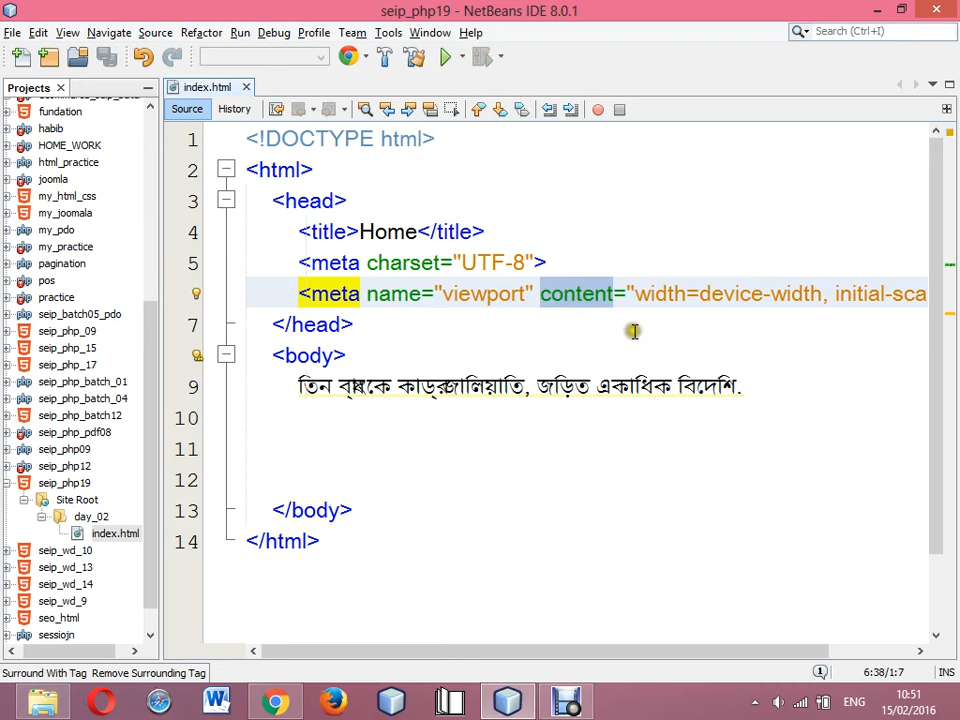 seip_php19 - NetBeans IDE 8.0.1
File Edit View Navigate Source Refactor Run Debug Profile Team Tools Window Help
Search (Ctrl+I)
Projects
index.html
Source History
fundation
habib
HOME_WORK
html_practice
joomla
my_html_css
my_joomala
my_pdo
my_practice
pagination
pos
practice
seip_batch05_pdo
seip_php_09
seip_php_15
seip_php_17
seip_php_batch_01
seip_php_batch_04
seip_php_batch12
seip_php_pdf08
seip_php09
seip_php12
seip_php19
Site Root
day_02
index.html
seip_wd_10
seip_wd_13
seip_wd_14
seip_wd_9
seo_html
sessiojn
1 <!DOCTYPE html>
2 <html>
3 <head>
4 <title>Home</title>
5 <meta charset="UTF-8">
<meta name="viewport" content="width=device-width, initial-sca
7 </head>
<body>
9 তিন জালিয়াতি, জড়িত একাধিক বিদেশি.
10
11
12
13 </body>
14 </html>
Surround With Tag Remove Surrounding Tag
6:38/1:7 INS
ENG
10:51
15/02/2016